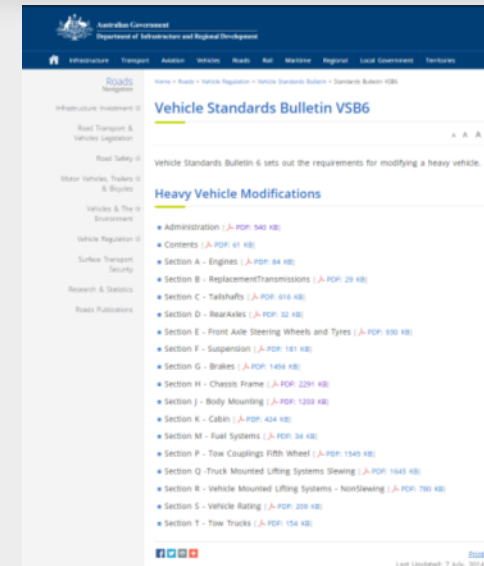 Australian Government
Department of Infrastructure and Regional Development
Infrastructure Transport Aviation Vehicles Roads Rail Maritime Regional Local Government Territories
Roads
Navigation
Infrastructure Investment
Road Transport &
Vehicles Legislation
Road Safety
Motor Vehicles, Trailers
& Bicycles
Vehicles & The
Environment
Vehicle Regulation
Surface Transport
Security
Research & Statistics
Roads Publications
Home > Roads > Vehicle Regulation > Vehicle Standards Bulletin > Standards Bulletin VSB6
Vehicle Standards Bulletin VSB6
A A A
Vehicle Standards Bulletin 6 sets out the requirements for modifying a heavy vehicle.
Heavy Vehicle Modifications
Administration ( PDF: 540 KB)
Contents ( PDF: 61 KB)
Section A - Engines ( PDF: 84 KB)
Section B - ReplacementTransmissions ( PDF: 29 KB)
Section C - Tailshafts ( PDF: 616 KB)
Section D - RearAxles ( PDF: 32 KB)
Section E - Front Axle Steering Wheels and Tyres ( PDF: 930 KB)
Section F - Suspension ( PDF: 181 KB)
Section G - Brakes ( PDF: 1456 KB)
Section H - Chassis Frame ( PDF: 2291 KB)
Section J - Body Mounting ( PDF: 1203 KB)
Section K - Cabin ( PDF: 424 KB)
Section M - Fuel Systems ( PDF: 34 KB)
Section P - Tow Couplings Fifth Wheel ( PDF: 1545 KB)
Section Q -Truck Mounted Lifting Systems Slewing ( PDF: 1645 KB)
Section R - Vehicle Mounted Lifting Systems - NonSlewing ( PDF: 790 KB)
Section S - Vehicle Rating ( PDF: 209 KB)
Section T - Tow Trucks ( PDF: 154 KB)
Print
Last Updated: 7 July, 2014